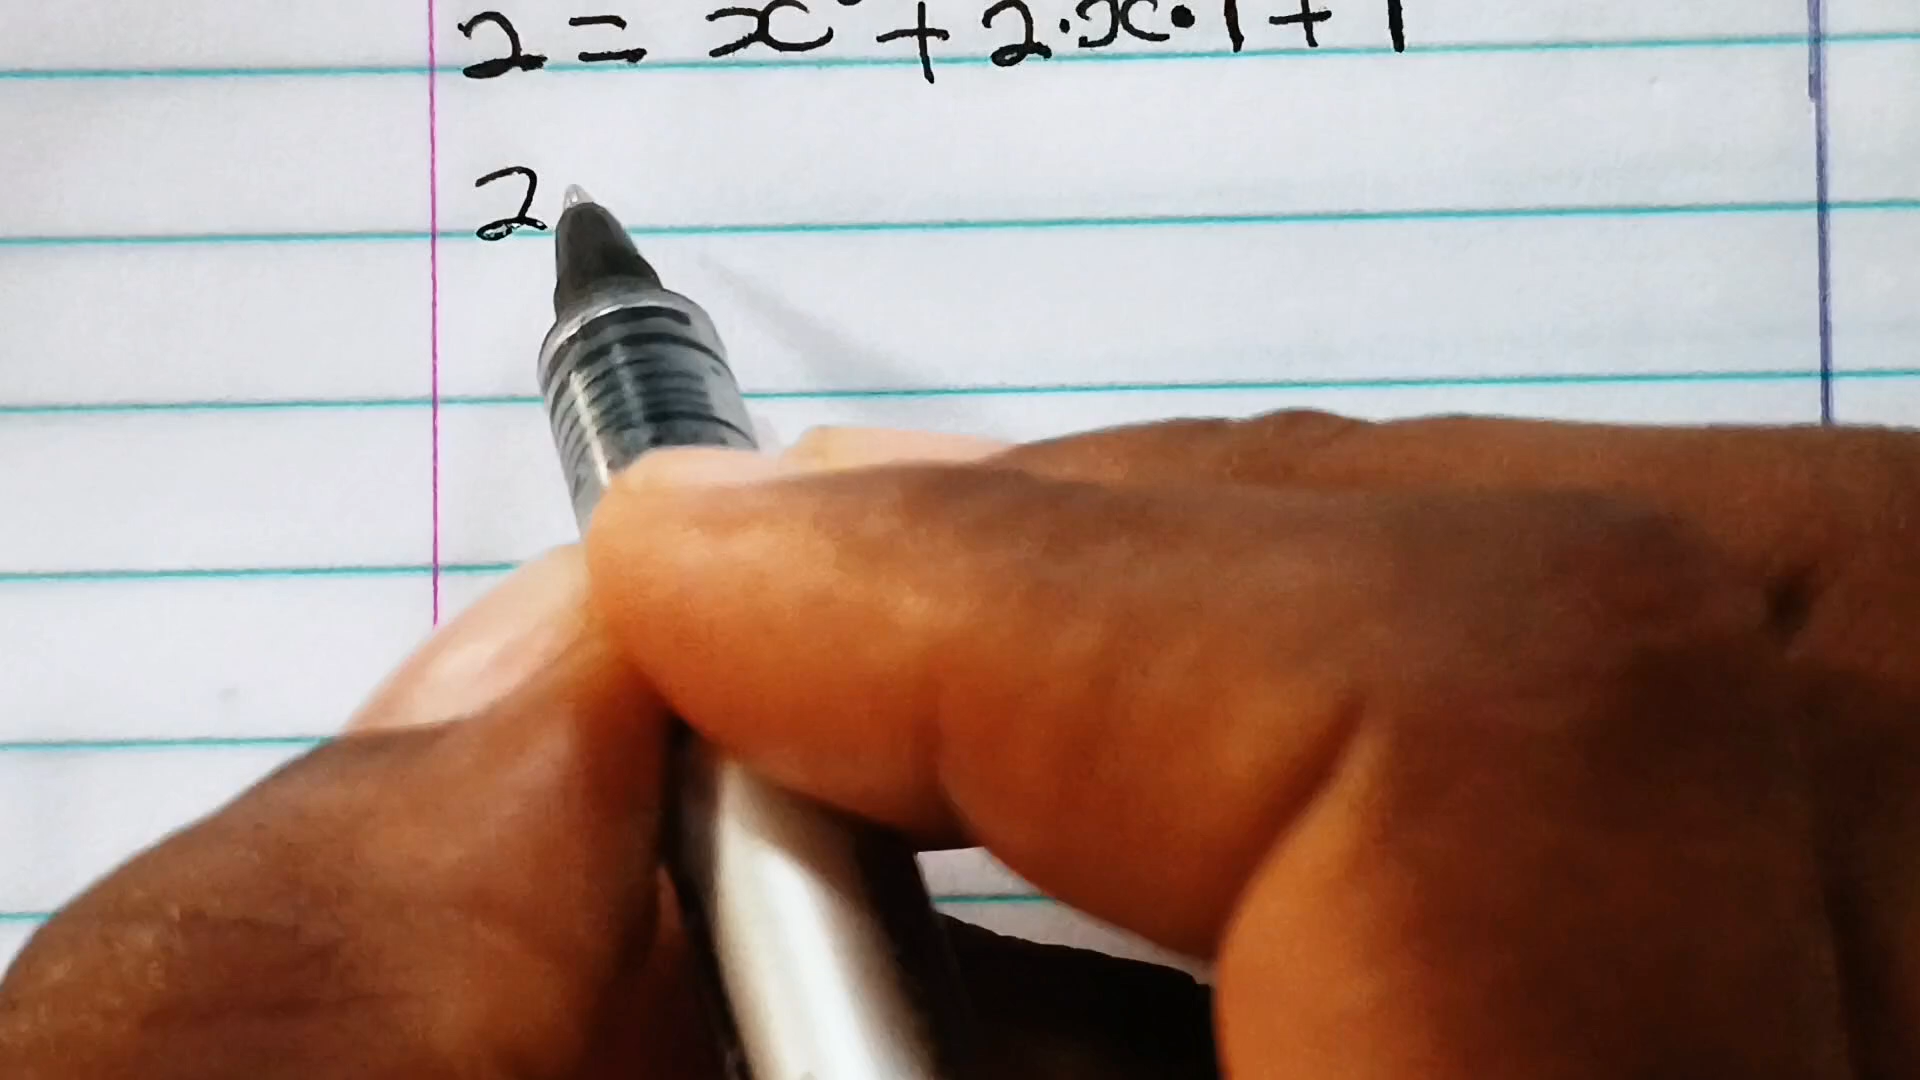 2 = x² + 2·x·1 + 1
2